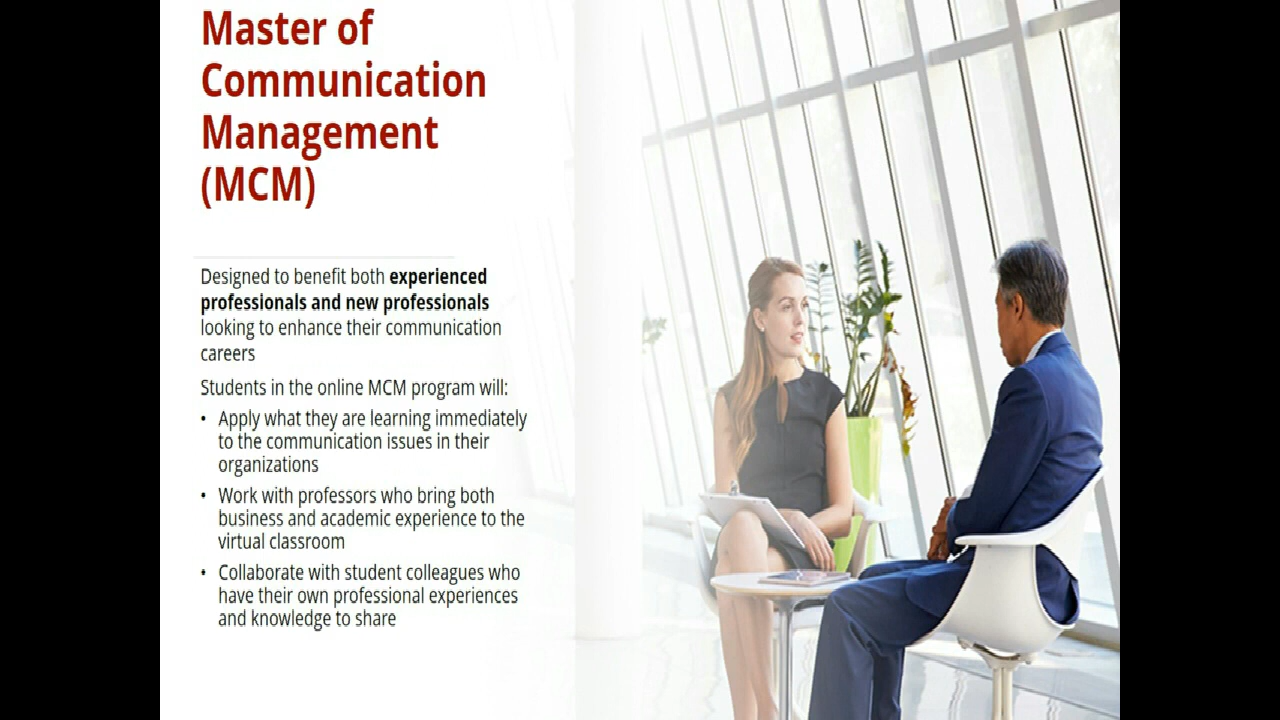 Master of
Communication
Management
(MCM)
Designed to benefit both experienced
professionals and new professionals
looking to enhance their communication
careers
Students in the online MCM program will:
• Apply what they are learning immediately
to the communication issues in their
organizations
• Work with professors who bring both
business and academic experience to the
virtual classroom
• Collaborate with student colleagues who
have their own professional experiences
and knowledge to share